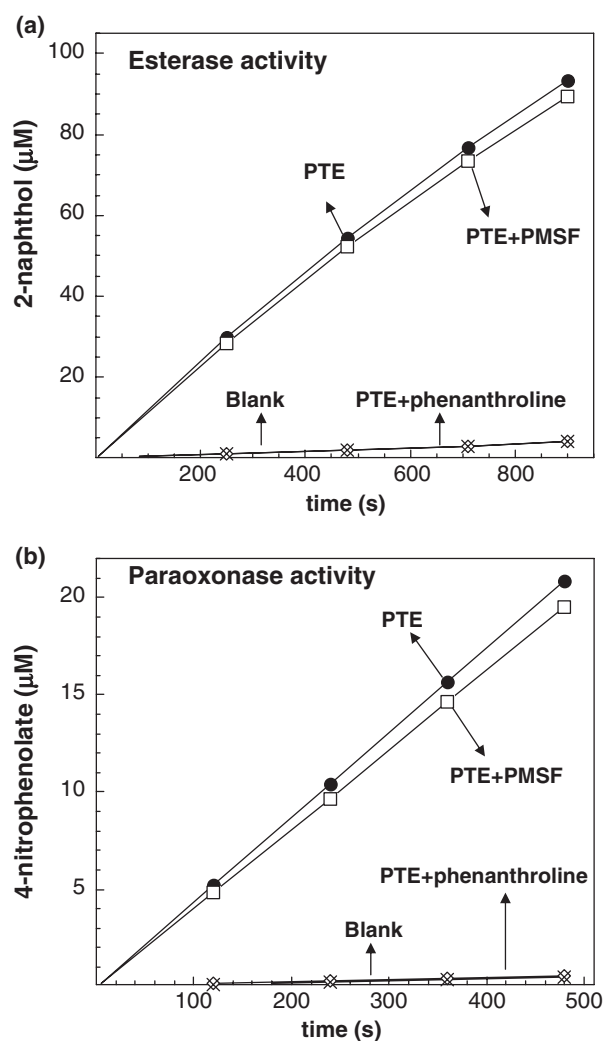 (a)
Esterase activity
100
80
60
40
20
2-naphthol (μM)
PTE
PTE+PMSF
Blank
PTE+phenanthroline
200 400 600 800
time (s)
(b)
Paraoxonase activity
20
15
10
5
4-nitrophenolate (μM)
PTE
PTE+PMSF
PTE+phenanthroline
Blank
100 200 300 400 500
time (s)